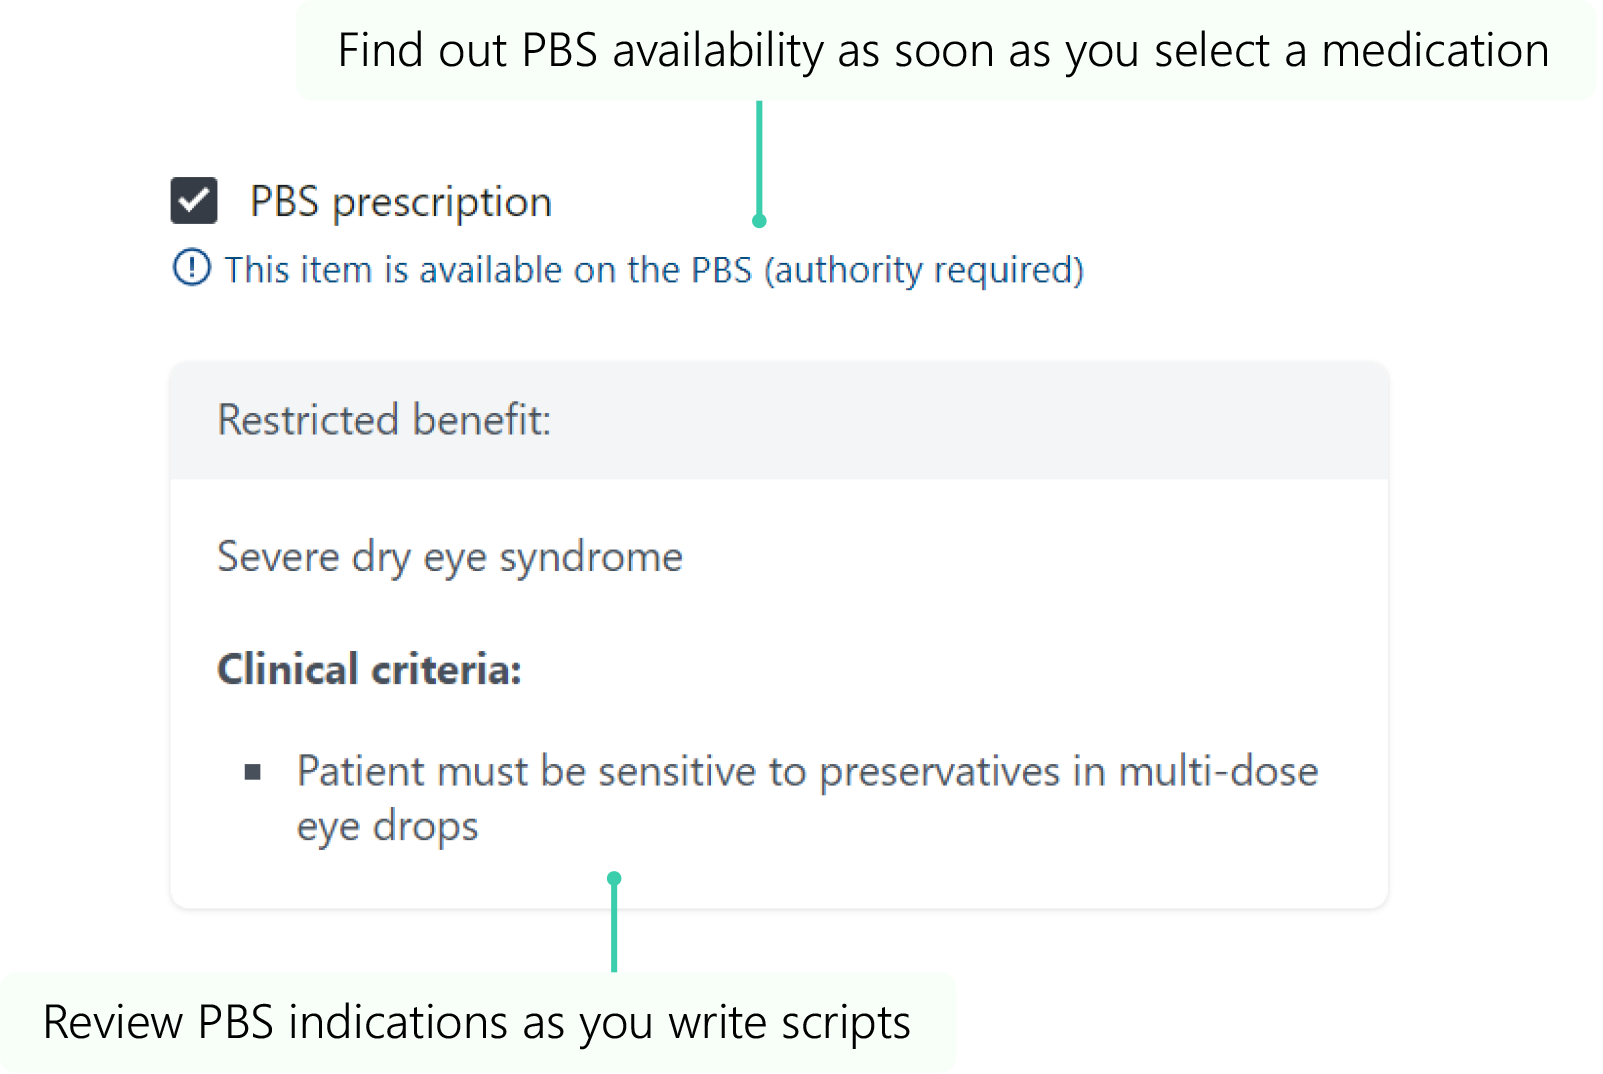 Find out PBS availability as soon as you select a medication
PBS prescription
This item is available on the PBS (authority required)
Restricted benefit:
Severe dry eye syndrome
Clinical criteria:
▪ Patient must be sensitive to preservatives in multi-dose
eye drops
Review PBS indications as you write scripts